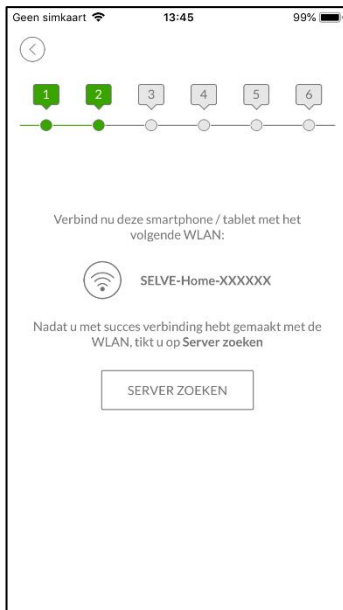 Geen simkaart 13:45 99%
1 2 3 4 5 6
Verbind nu deze smartphone / tablet met het
volgende WLAN:
SELVE-Home-XXXXXX
Nadat u met succes verbinding hebt gemaakt met de
WLAN, tikt u op Server zoeken
SERVER ZOEKEN